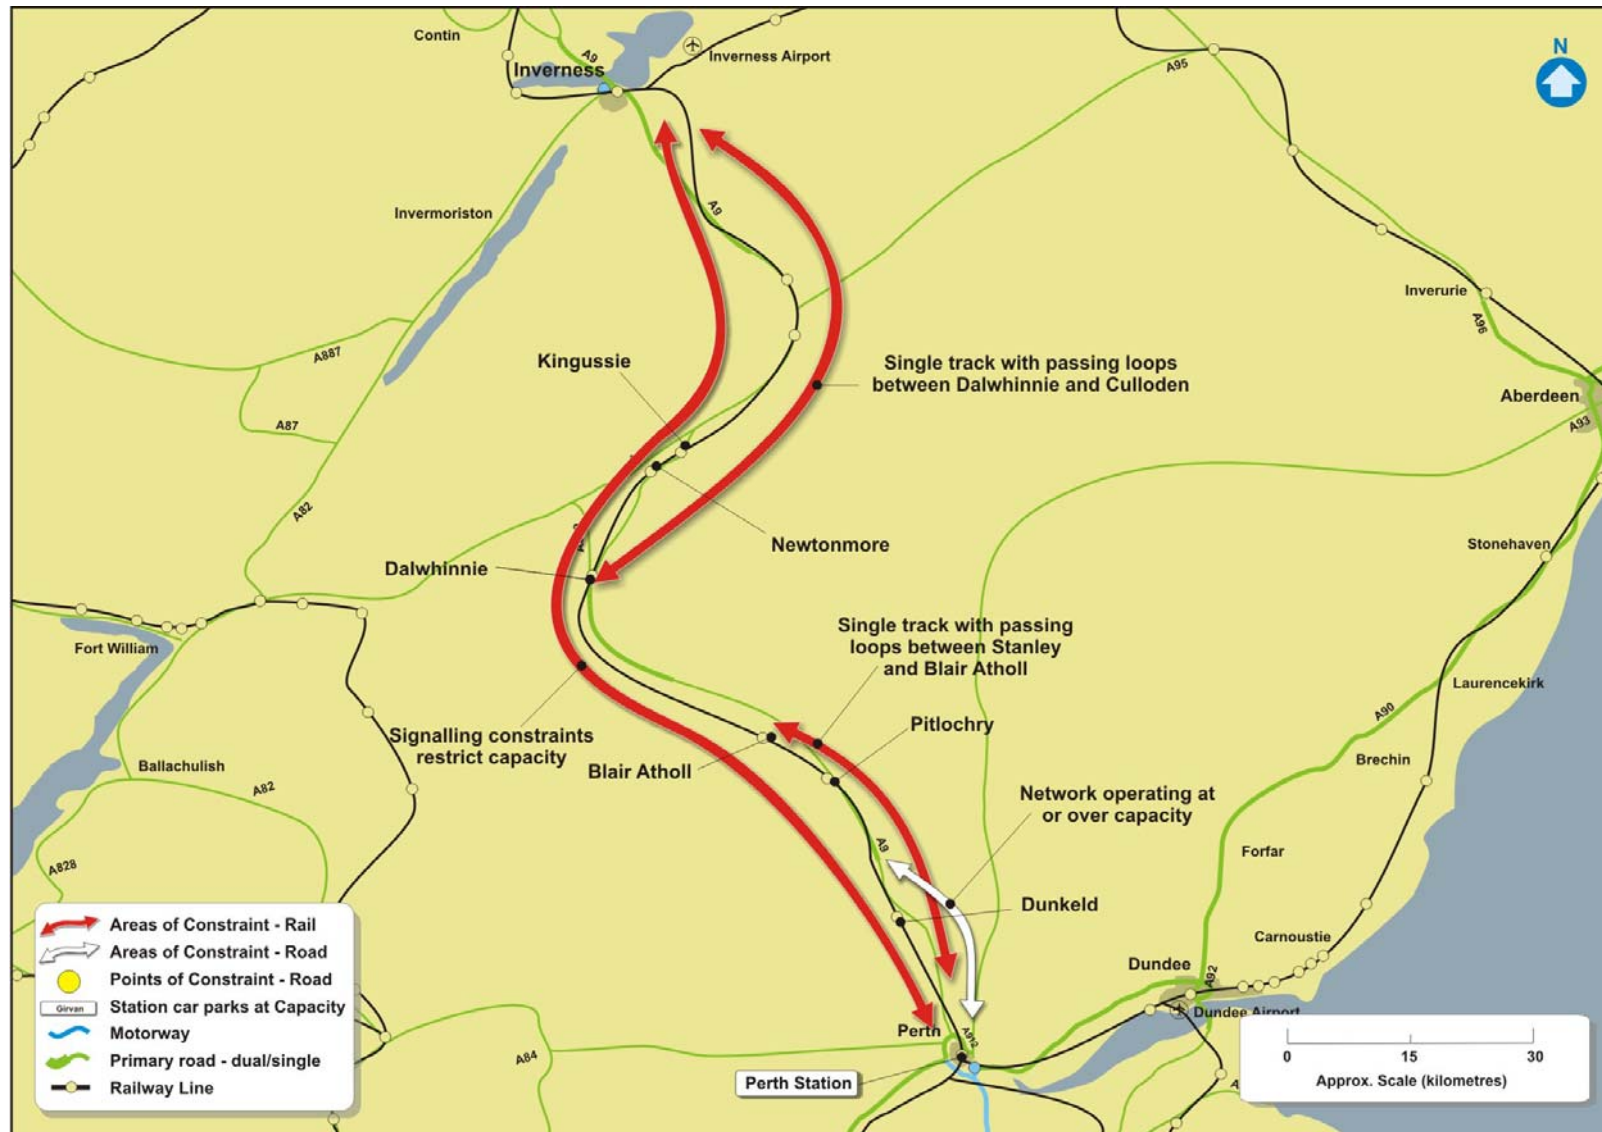 Contin
A9
Inverness
Inverness Airport
A95
N
Invermoriston
A9
Inverurie
A96
A887
Kingussie
Single track with passing loops
between Dalwhinnie and Culloden
Aberdeen
A93
A87
A82
Newtonmore
Stonehaven
Dalwhinnie
Fort William
Single track with passing
loops between Stanley
and Blair Atholl
Laurencekirk
A90
Pitlochry
Signalling constraints
restrict capacity
Blair Atholl
Brechin
Ballachulish
A82
Network operating at
or over capacity
A9
Forfar
A828
Dunkeld
Carnoustie
Dundee
A92
Dundee Airport
Perth
A912
A84
Perth Station
Areas of Constraint - Rail
Areas of Constraint - Road
Points of Constraint - Road
Girvan
Station car parks at Capacity
Motorway
Primary road - dual/single
Railway Line
0
15
30
Approx. Scale (kilometres)